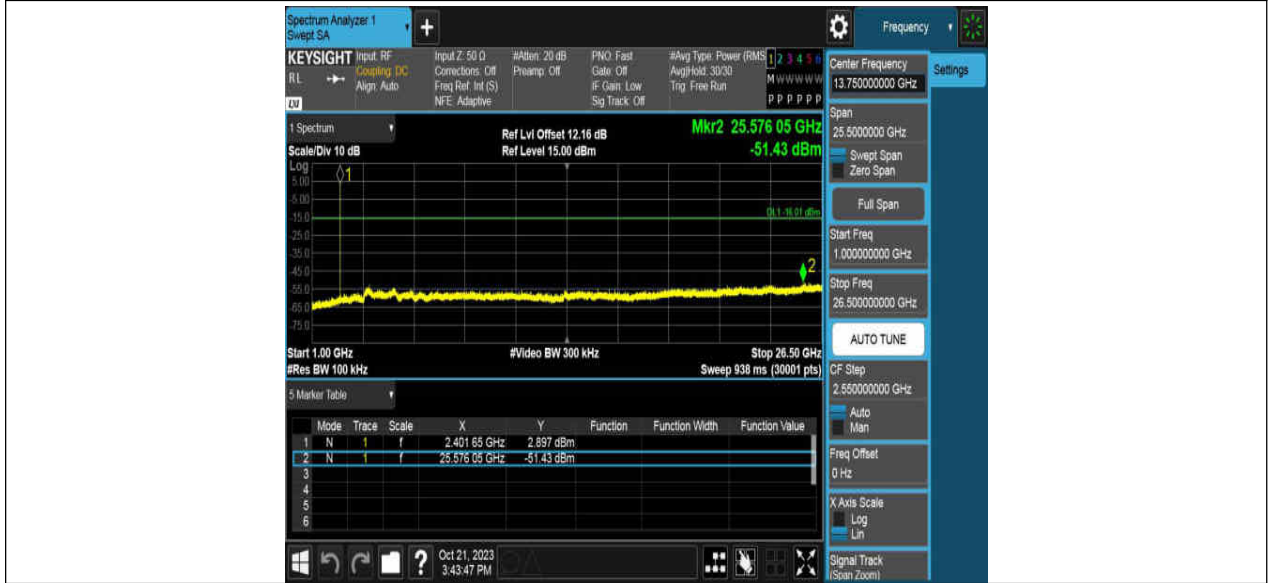 Spectrum Analyzer 1
Swept SA
+
Frequency
KEYSIGHT Input: RF Input Z: 50 Ω #Atten: 20 dB PNO: Fast #Avg Type: Power (RMS 1 2 3 4 5 6
RL Coupling: DC Corrections: Off Preamp: Off Gate: Off Avg|Hold: 30/30 M W W W W W
Align: Auto Freq Ref: Int (S) IF Gain: Low Trig: Free Run
NFE: Adaptive Sig Track: Off P P P P P P
LXI
1 Spectrum
Ref Lvl Offset 12.16 dB
Mkr2 25.576 05 GHz
Scale/Div 10 dB
Ref Level 15.00 dBm
-51.43 dBm
Log
5.00
-5.00
-15.0
-25.0
-35.0
-45.0
-55.0
-65.0
-75.0
1
DL1 -16.01 dBm
2
Start 1.00 GHz #Video BW 300 kHz Stop 26.50 GHz
#Res BW 100 kHz Sweep 938 ms (30001 pts)
5 Marker Table
Mode Trace Scale X Y Function Function Width Function Value
1 N 1 f 2.401 65 GHz 2.897 dBm
2 N 1 f 25.576 05 GHz -51.43 dBm
3
4
5
6
?
Oct 21, 2023
3:43:47 PM
Center Frequency
13.750000000 GHz
Settings
Span
25.5000000 GHz
Swept Span
Zero Span
Full Span
Start Freq
1.000000000 GHz
Stop Freq
26.500000000 GHz
AUTO TUNE
CF Step
2.550000000 GHz
Auto
Man
Freq Offset
0 Hz
X Axis Scale
Log
Lin
Signal Track
(Span Zoom)